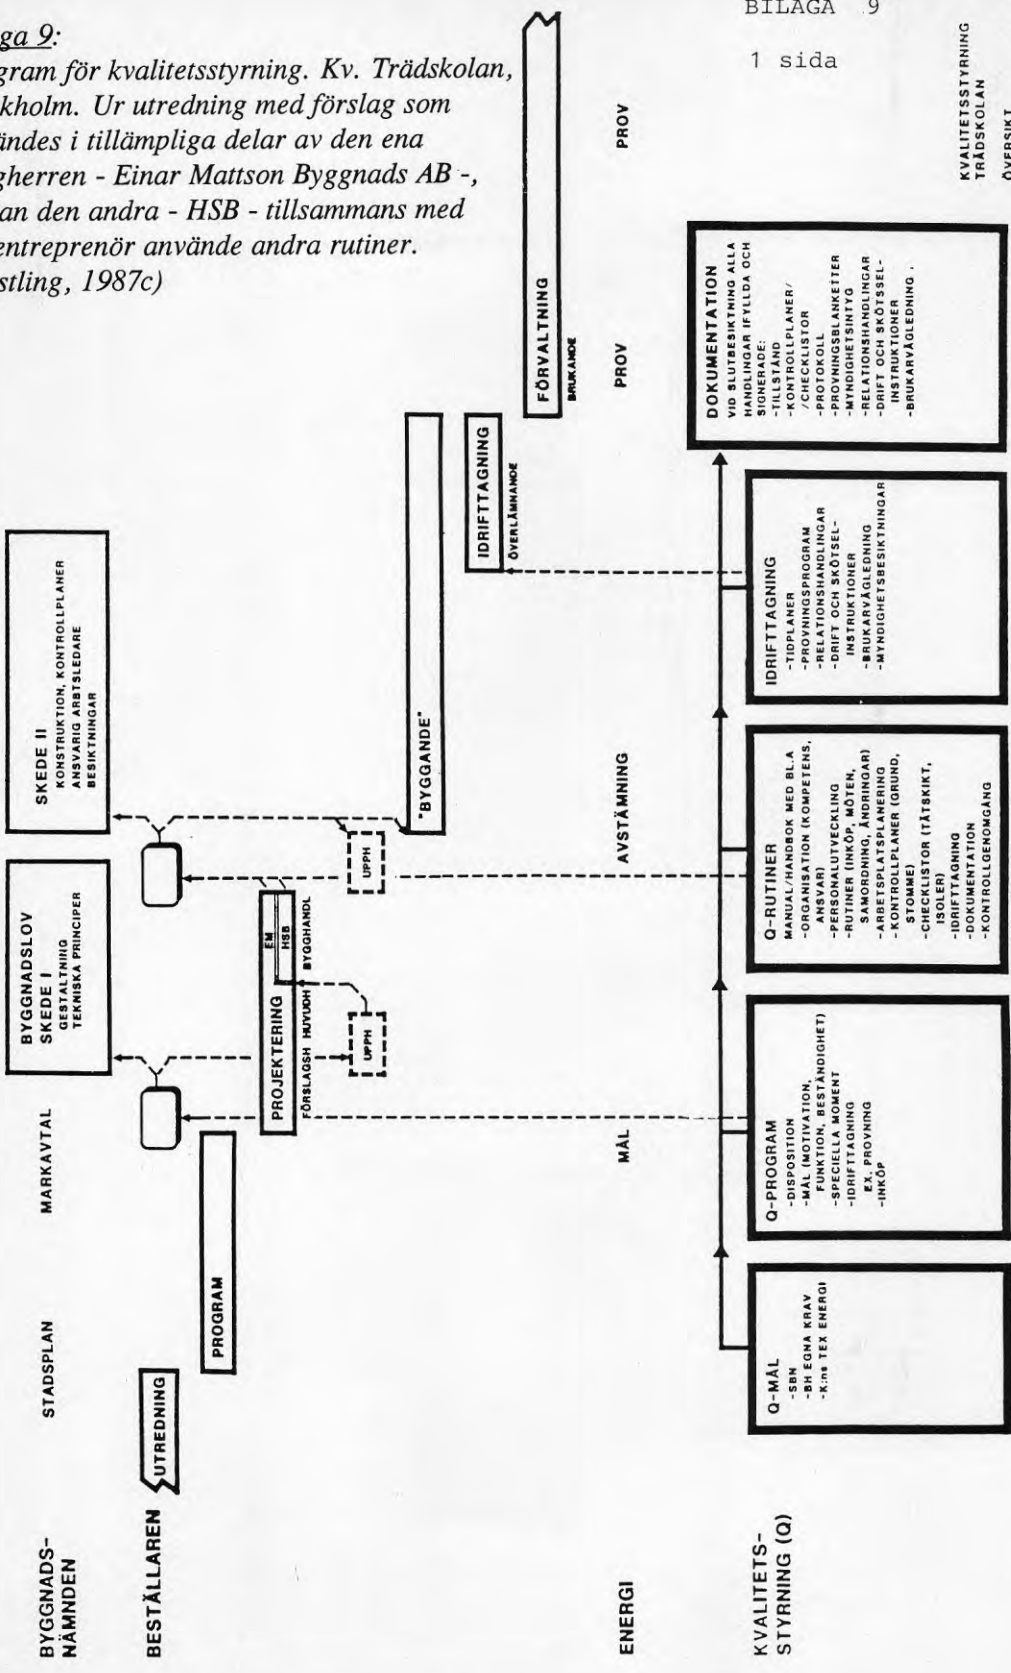 BILAGA 9
1 sida
ga 9:
gram för kvalitetsstyrning. Kv. Trädskolan,
kholm. Ur utredning med förslag som
ändes i tillämpliga delar av den ena
gherren - Einar Mattson Byggnads AB -,
an den andra - HSB - tillsammans med
entreprenör använde andra rutiner.
stling, 1987c)
KVALITETSSTYRNING
TRÄDSKOLAN
ÖVERSIKT
BYGGNADS-
NÄMNDEN
STADSPLAN
MARKAVTAL
BYGGNADSLOV
SKEDE I
GESTALTNING
TEKNISKA PRINCIPER
SKEDE II
KONSTRUKTION, KONTROLLPLANER
ANSVARIG ARBTSLEDARE
BESIKTNINGAR
BESTÄLLAREN
UTREDNING
PROGRAM
PROJEKTERING
EM
HSB
FÖRSLAGSH HUVUDH BYGGHANDL
UPPH
UPPH
"BYGGANDE"
IDRIFTTAGNING
ÖVERLÄMNANDE
FÖRVALTNING
BRUKANDE
ENERGI
MÅL
AVSTÄMNING
PROV
PROV
KVALITETS-
STYRNING (Q)
Q-MÅL
-SBN
-BH EGNA KRAV
-K:ns TEX ENERGI
Q-PROGRAM
-DISPOSITION
-MÅL (MOTIVATION,
FUNKTION, BESTÄNDIGHET)
-SPECIELLA MOMENT
-IDRIFTTAGNING
EX. PROVNING
-INKÖP
Q-RUTINER
MANUAL/HANDBOK MED BL.A
-ORGANISATION (KOMPETENS,
ANSVAR)
-PERSONALUTVECKLING
-RUTINER (INKÖP, MÖTEN,
SAMORDNING, ÄNDRINGAR)
-ARBETSPLATSPLANERING
-KONTROLLPLANER (GRUND,
STOMME)
-CHECKLISTOR (TÄTSKIKT,
ISOLER)
-IDRIFTTAGNING
-DOKUMENTATION
-KONTROLLGENOMGÅNG
IDRIFTTAGNING
-TIDPLANER
-PROVNINGSPROGRAM
-RELATIONSHANDLINGAR
-DRIFT OCH SKÖTSEL-
INSTRUKTIONER
-BRUKARVÄGLEDNING
-MYNDIGHETSBESIKTNINGAR
DOKUMENTATION
VID SLUTBESIKTNING ALLA
HANDLINGAR IFYLLDA OCH
SIGNERADE:
-TILLSTÅND
-KONTROLLPLANER/
/CHECKLISTOR
-PROTOKOLL
-PROVNINGSBLANKETTER
-MYNDIGHETSINTYG
-RELATIONSHANDLINGAR
-DRIFT OCH SKÖTSSEL-
INSTRUKTIONER
-BRUKARVÄGLEDNING .